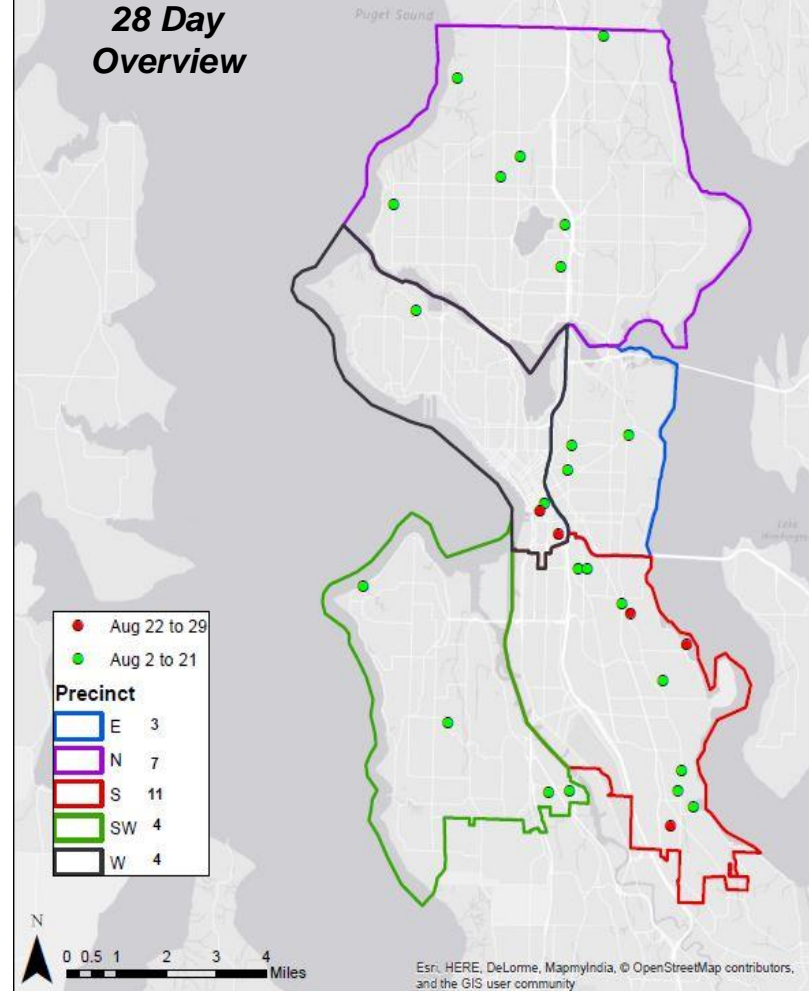 28 Day
Overview
Puget Sound
Aug 22 to 29
Aug 2 to 21
Precinct
E 3
N 7
S 11
SW 4
W 4
Lake
Washington
N
0 0.5 1 2 3 4
Miles
Esri, HERE, DeLorme, MapmyIndia, © OpenStreetMap contributors,
and the GIS user community